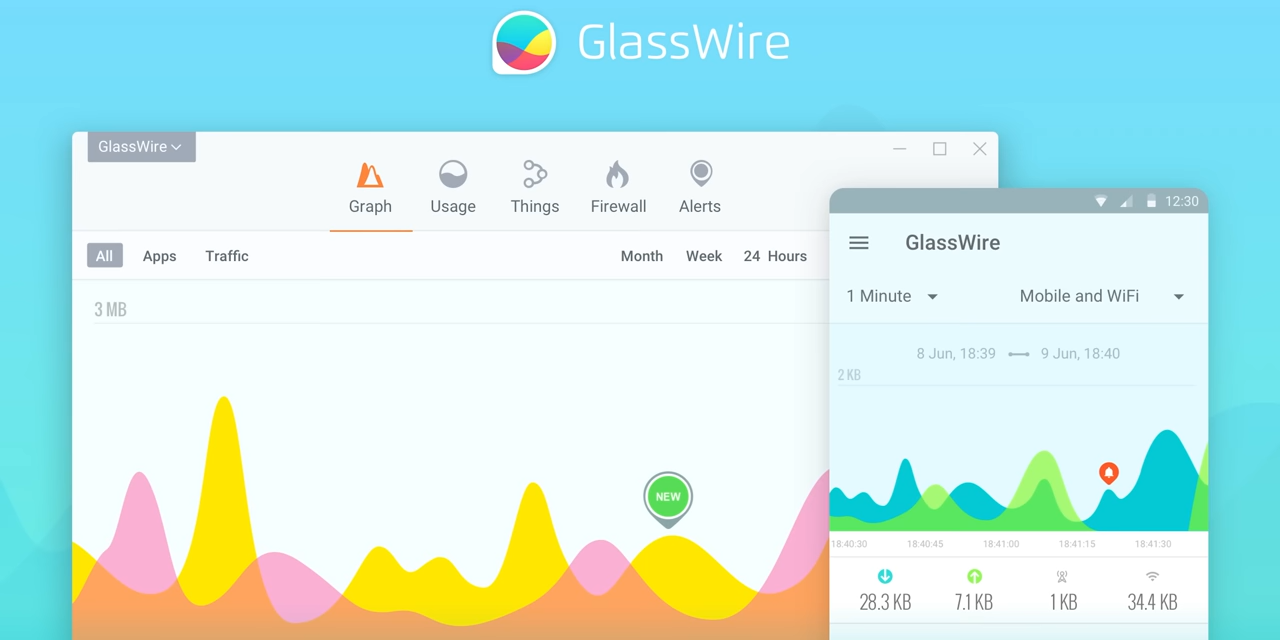 GlassWire
GlassWire
Graph
Usage
Things
Firewall
Alerts
All
Apps
Traffic
Month
Week
24 Hours
3 MB
NEW
12:30
GlassWire
1 Minute
Mobile and WiFi
8 Jun, 18:39
9 Jun, 18:40
2 KB
18:40:30
18:40:45
18:41:00
18:41:15
18:41:30
28.3 KB
7.1 KB
1 KB
34.4 KB